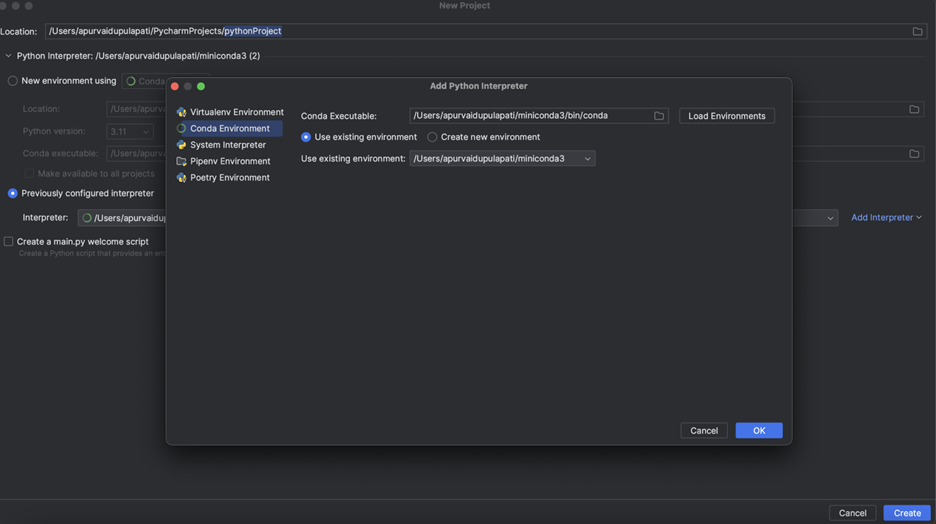 New Project
Location: /Users/apurvaidupulapati/PycharmProjects/pythonProject
Python Interpreter: /Users/apurvaidupulapati/miniconda3 (2)
New environment using Conda
Location: /Users/apurva
Python version: 3.11
Conda executable: /Users/apurva
Make available to all projects
Previously configured interpreter
Interpreter: /Users/apurvaidup
Add Interpreter
Create a main.py welcome script
Create a Python script that provides an ent
Add Python Interpreter
Virtualenv Environment
Conda Environment
System Interpreter
Pipenv Environment
Poetry Environment
Conda Executable: /Users/apurvaidupulapati/miniconda3/bin/conda Load Environments
Use existing environment Create new environment
Use existing environment: /Users/apurvaidupulapati/miniconda3
Cancel OK
Cancel Create